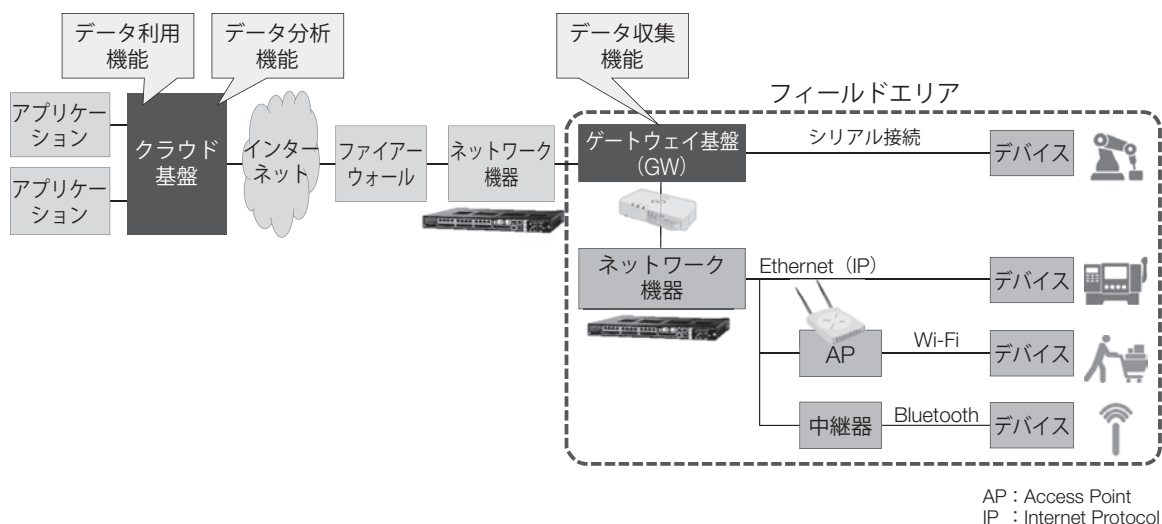 データ利用
機能
データ分析
機能
データ収集
機能
フィールドエリア
アプリケー
ション
アプリケー
ション
クラウド
基盤
インター
ネット
ファイアー
ウォール
ネットワーク
機器
ゲートウェイ基盤
(GW)
シリアル接続
デバイス
ネットワーク
機器
Ethernet（IP）
デバイス
AP
Wi-Fi
デバイス
中継器
Bluetooth
デバイス
AP：Access Point
IP ：Internet Protocol